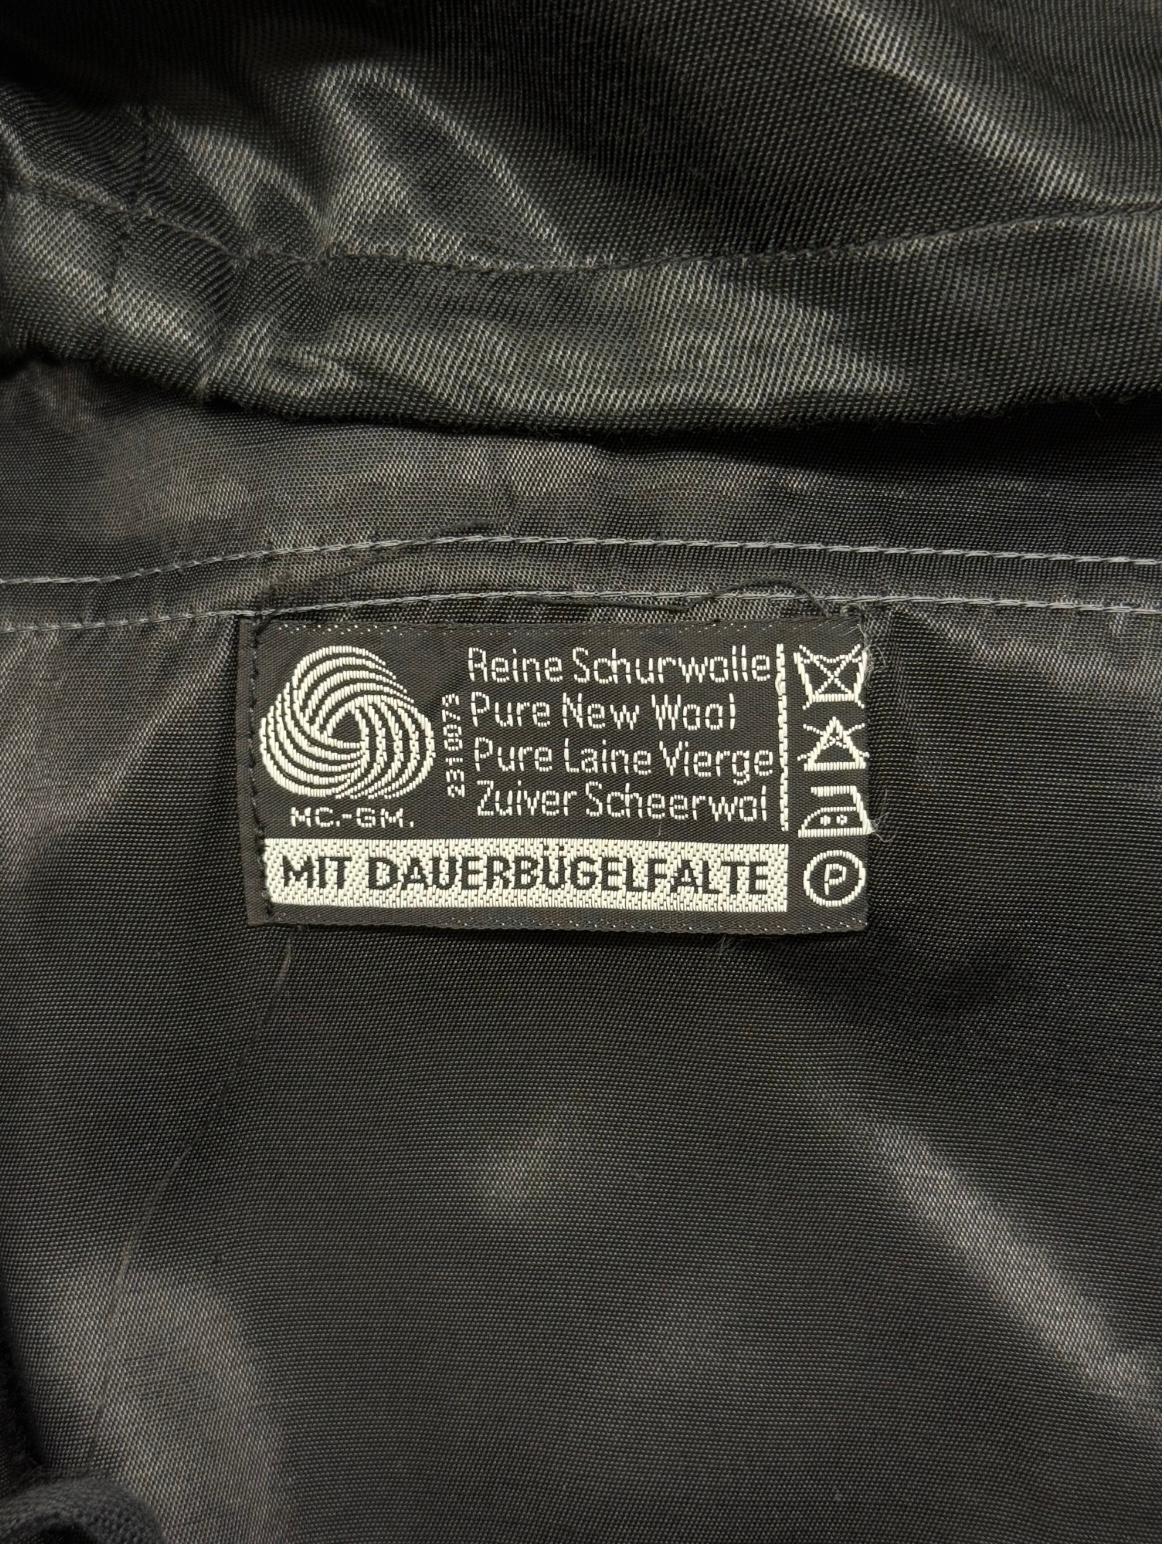 Reine Schurwolle
Pure New Wool
Pure Laine Vierge
Zuiver Scheerwol
2310073
MC.-GM.
MIT DAUERBÜGELFALTE
P